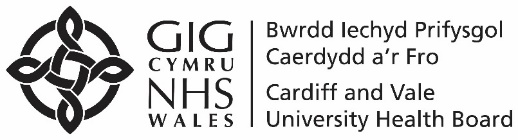 GIG
CYMRU
NHS
WALES
Bwrdd Iechyd Prifysgol
Caerdydd a'r Fro
Cardiff and Vale
University Health Board